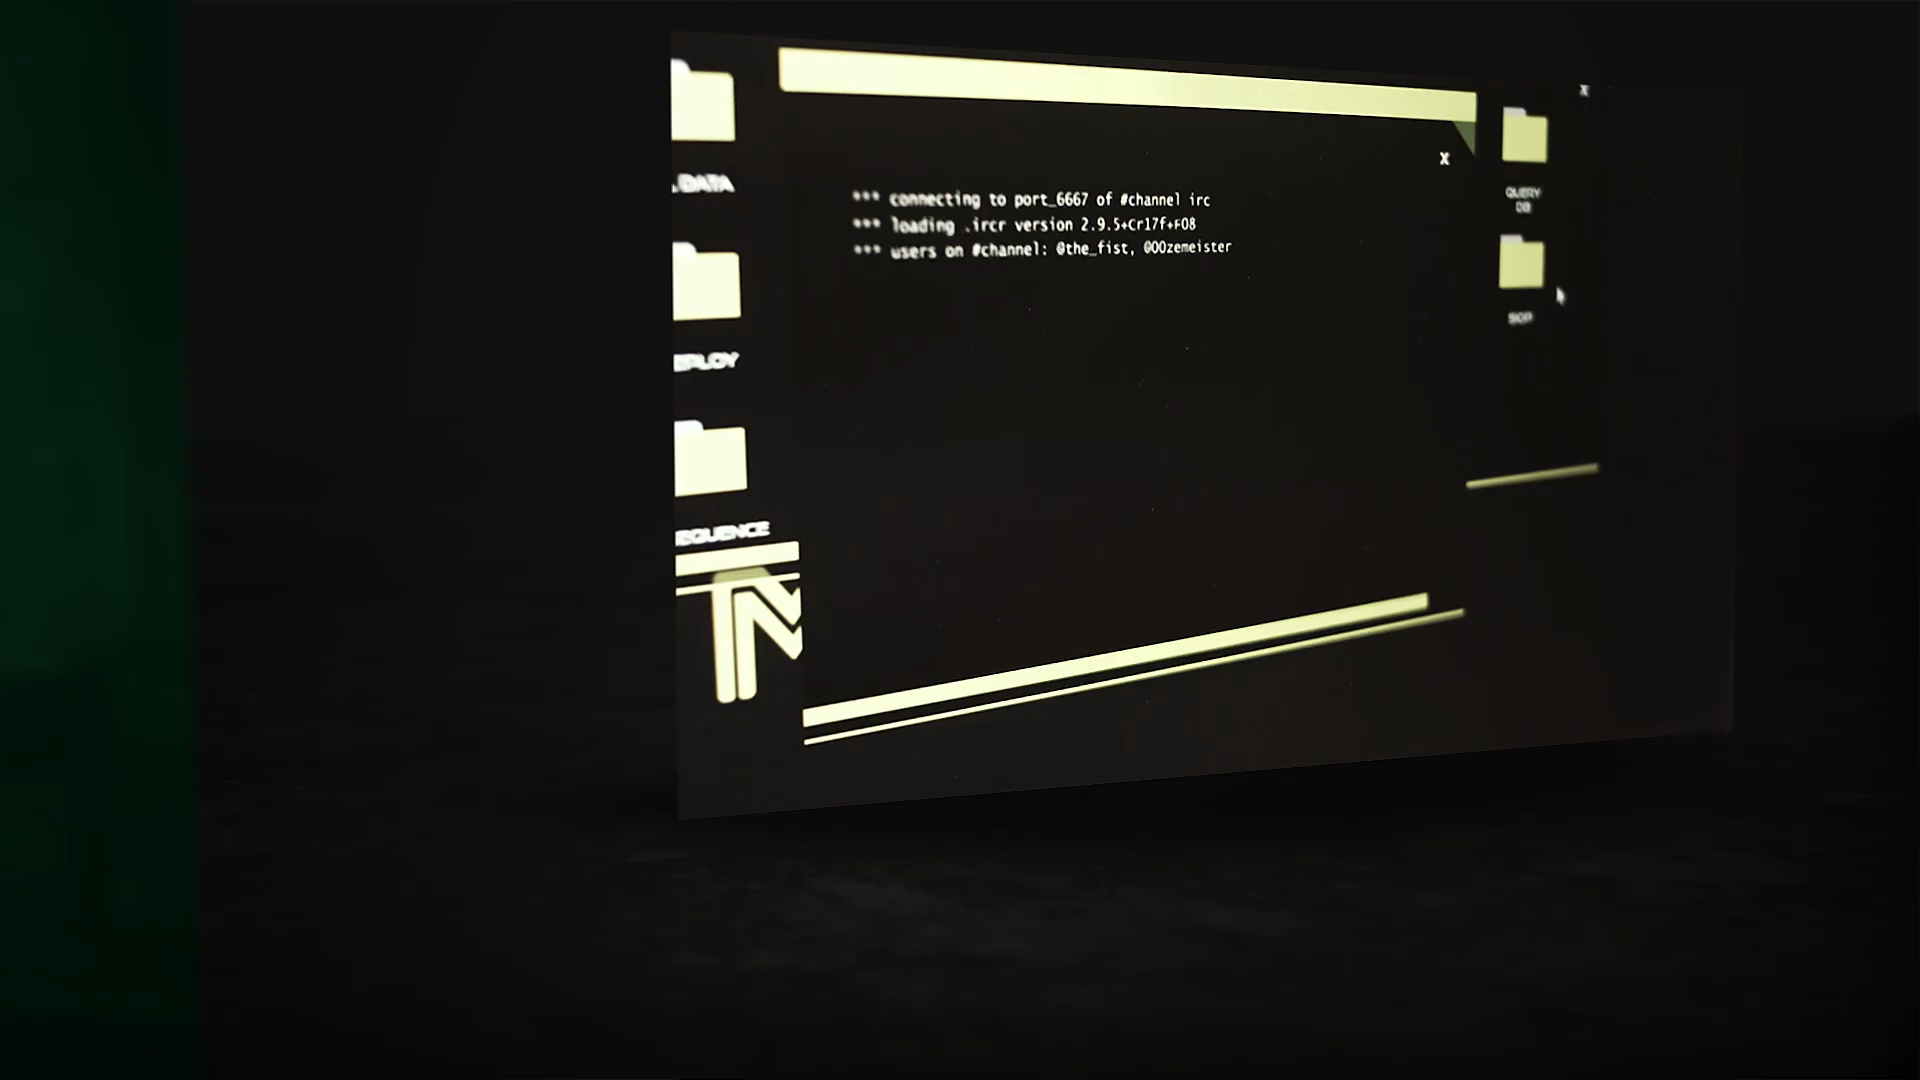 X
X
*** connecting to port_6667 of #channel irc
*** loading .ircr version 2.9.5+Cr17f+F08
*** users on #channel: @the_fist, @00zemeister
.DATA
EPLOY
EQUENCE
QUERY
DB